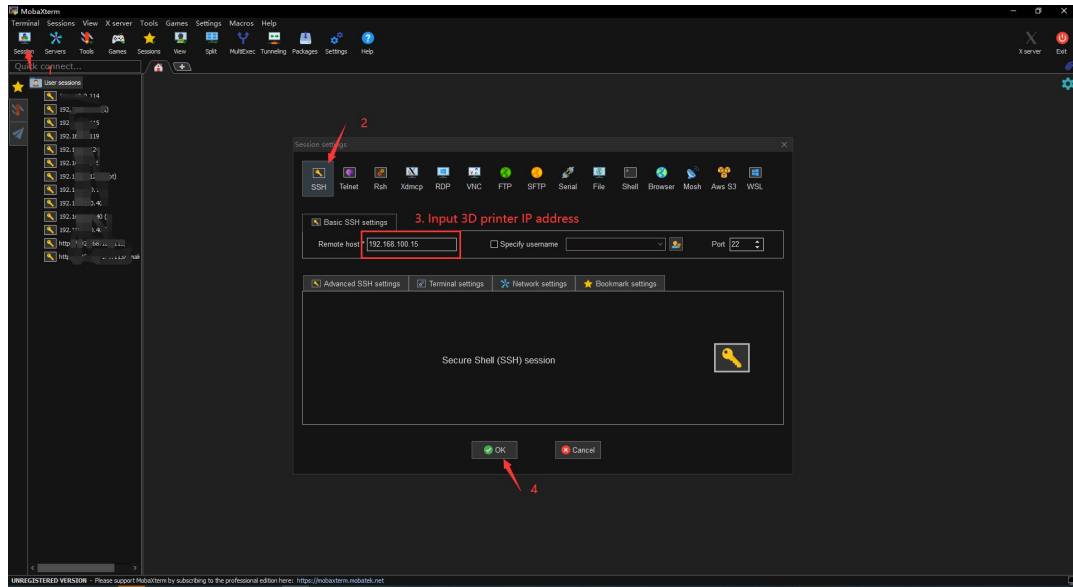 MobaXterm
Terminal Sessions View X server Tools Games Settings Macros Help
Session Servers Tools Games Sessions View Split MultiExec Tunneling Packages Settings Help X server Exit
Quick connect...
1
User sessions
2
Session settings
SSH Telnet Rsh Xdmcp RDP VNC FTP SFTP Serial File Shell Browser Mosh Aws S3 WSL
Basic SSH settings
3. Input 3D printer IP address
Remote host * 192.168.100.15 Specify username Port 22
Advanced SSH settings Terminal settings Network settings Bookmark settings
Secure Shell (SSH) session
OK Cancel
4
UNREGISTERED VERSION - Please support MobaXterm by subscribing to the professional edition here: https://mobaxterm.mobatek.net